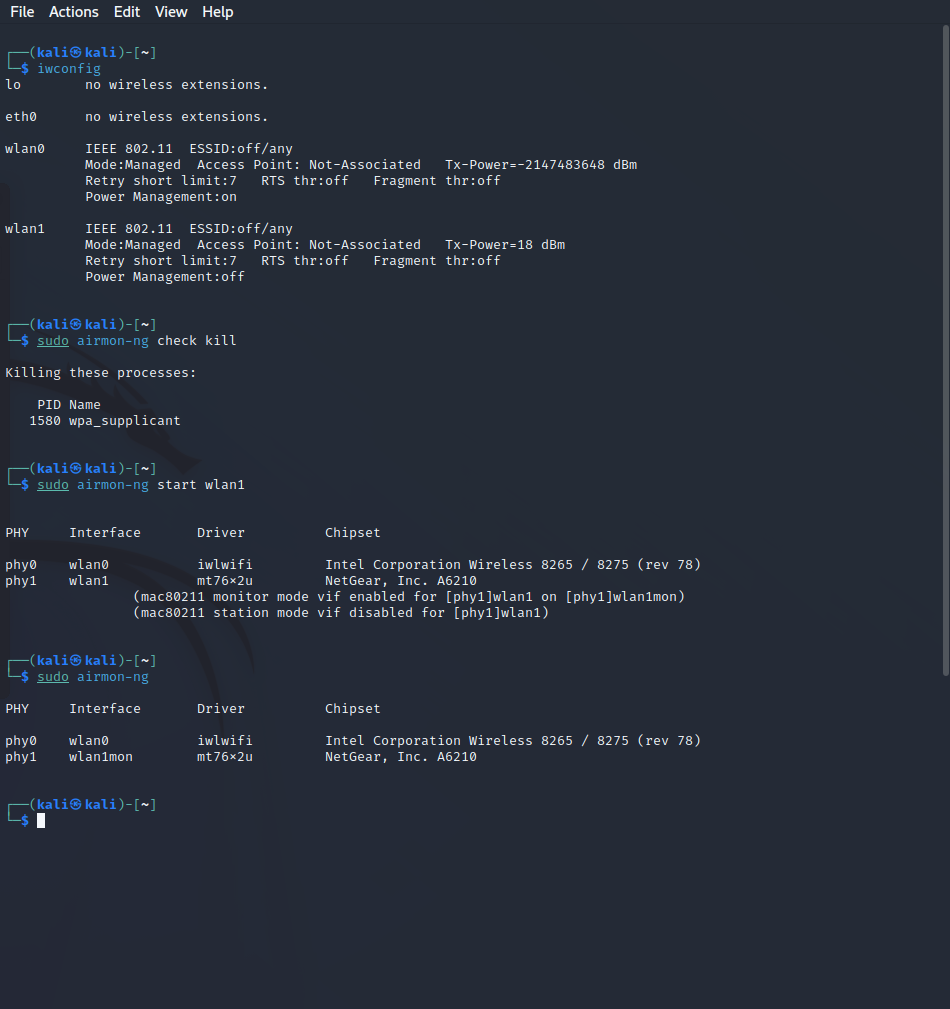 File Actions Edit View Help
┌──(kali㉿kali)-[~]
└─$ iwconfig
lo        no wireless extensions.
eth0      no wireless extensions.
wlan0     IEEE 802.11  ESSID:off/any
          Mode:Managed  Access Point: Not-Associated   Tx-Power=-2147483648 dBm
          Retry short limit:7   RTS thr:off   Fragment thr:off
          Power Management:on
wlan1     IEEE 802.11  ESSID:off/any
          Mode:Managed  Access Point: Not-Associated   Tx-Power=18 dBm
          Retry short limit:7   RTS thr:off   Fragment thr:off
          Power Management:off
┌──(kali㉿kali)-[~]
└─$ sudo airmon-ng check kill
Killing these processes:
    PID Name
   1580 wpa_supplicant
┌──(kali㉿kali)-[~]
└─$ sudo airmon-ng start wlan1
PHY     Interface       Driver          Chipset
phy0    wlan0           iwlwifi         Intel Corporation Wireless 8265 / 8275 (rev 78)
phy1    wlan1           mt76×2u         NetGear, Inc. A6210
                (mac80211 monitor mode vif enabled for [phy1]wlan1 on [phy1]wlan1mon)
                (mac80211 station mode vif disabled for [phy1]wlan1)
┌──(kali㉿kali)-[~]
└─$ sudo airmon-ng
PHY     Interface       Driver          Chipset
phy0    wlan0           iwlwifi         Intel Corporation Wireless 8265 / 8275 (rev 78)
phy1    wlan1mon        mt76×2u         NetGear, Inc. A6210
┌──(kali㉿kali)-[~]
└─$